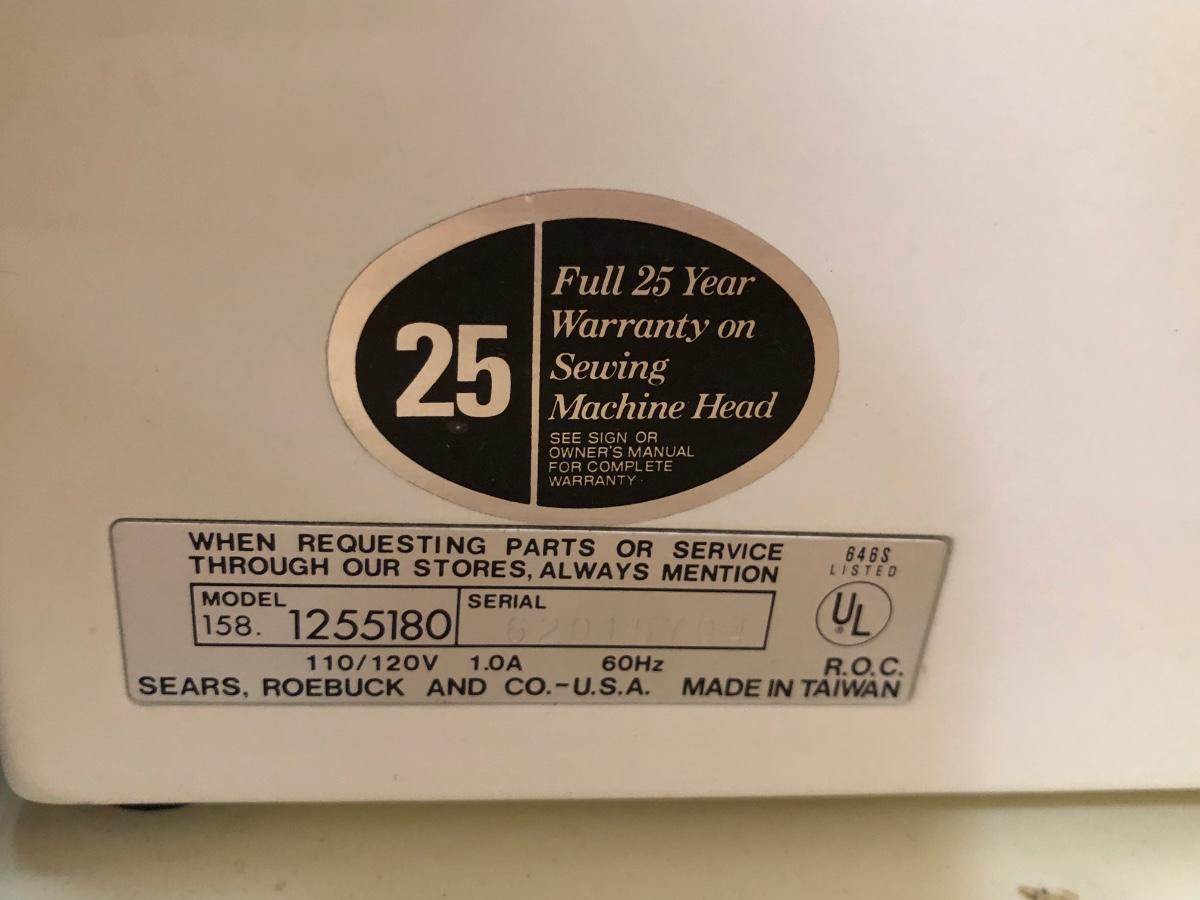 25
Full 25 Year
Warranty on
Sewing
Machine Head
SEE SIGN OR
OWNER'S MANUAL
FOR COMPLETE
WARRANTY
WHEN REQUESTING PARTS OR SERVICE
THROUGH OUR STORES, ALWAYS MENTION
MODEL
158. 1255180
SERIAL
110/120V 1.0A 60Hz
SEARS, ROEBUCK AND CO.-U.S.A.
646S
LISTED
UL
®
R.O.C.
MADE IN TAIWAN